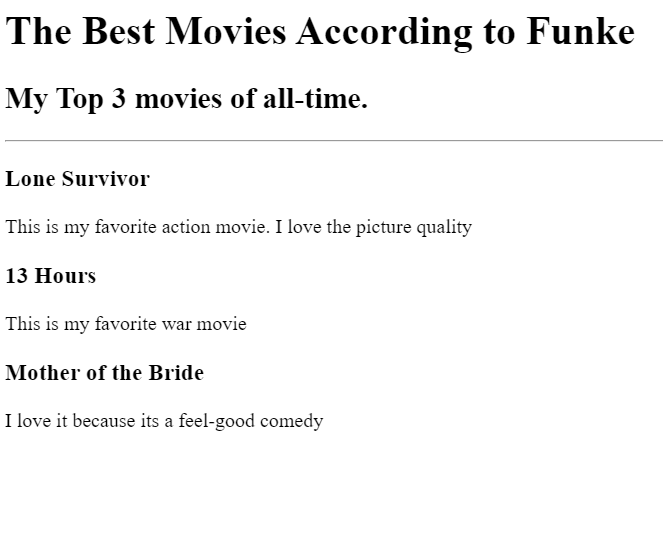 The Best Movies According to Funke
My Top 3 movies of all-time.
Lone Survivor
This is my favorite action movie. I love the picture quality
13 Hours
This is my favorite war movie
Mother of the Bride
I love it because its a feel-good comedy